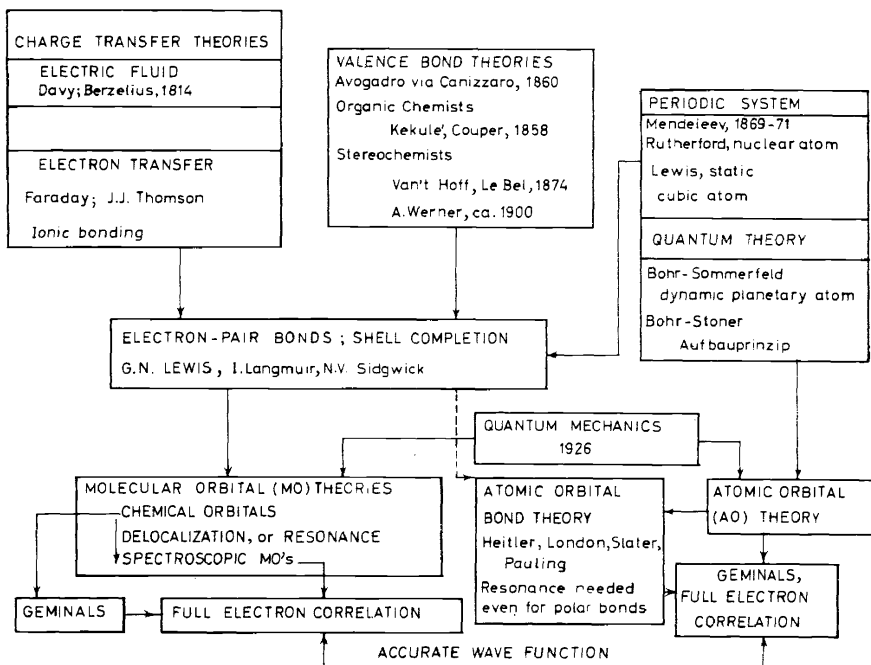 CHARGE TRANSFER THEORIES
ELECTRIC FLUID
Davy; Berzelius, 1814
ELECTRON TRANSFER
Faraday; J.J. Thomson
Ionic bonding
VALENCE BOND THEORIES
Avogadro via Canizzaro, 1860
Organic Chemists
Kekulé, Couper, 1858
Stereochemists
Van't Hoff, Le Bel, 1874
A. Werner, ca. 1900
PERIODIC SYSTEM
Mendeleev, 1869-71
Rutherford, nuclear atom
Lewis, static
cubic atom
QUANTUM THEORY
Bohr-Sommerfeld
dynamic planetary atom
Bohr-Stoner
Aufbauprinzip
ELECTRON-PAIR BONDS; SHELL COMPLETION
G.N. LEWIS, I. Langmuir, N.V. Sidgwick
QUANTUM MECHANICS
1926
MOLECULAR ORBITAL (MO) THEORIES
CHEMICAL ORBITALS
DELOCALIZATION, or RESONANCE
SPECTROSCOPIC MO's
ATOMIC ORBITAL
BOND THEORY
Heitler, London, Slater,
Pauling
Resonance needed
even for polar bonds
ATOMIC ORBITAL
(AO) THEORY
GEMINALS,
FULL ELECTRON
CORRELATION
GEMINALS
FULL ELECTRON CORRELATION
ACCURATE WAVE FUNCTION